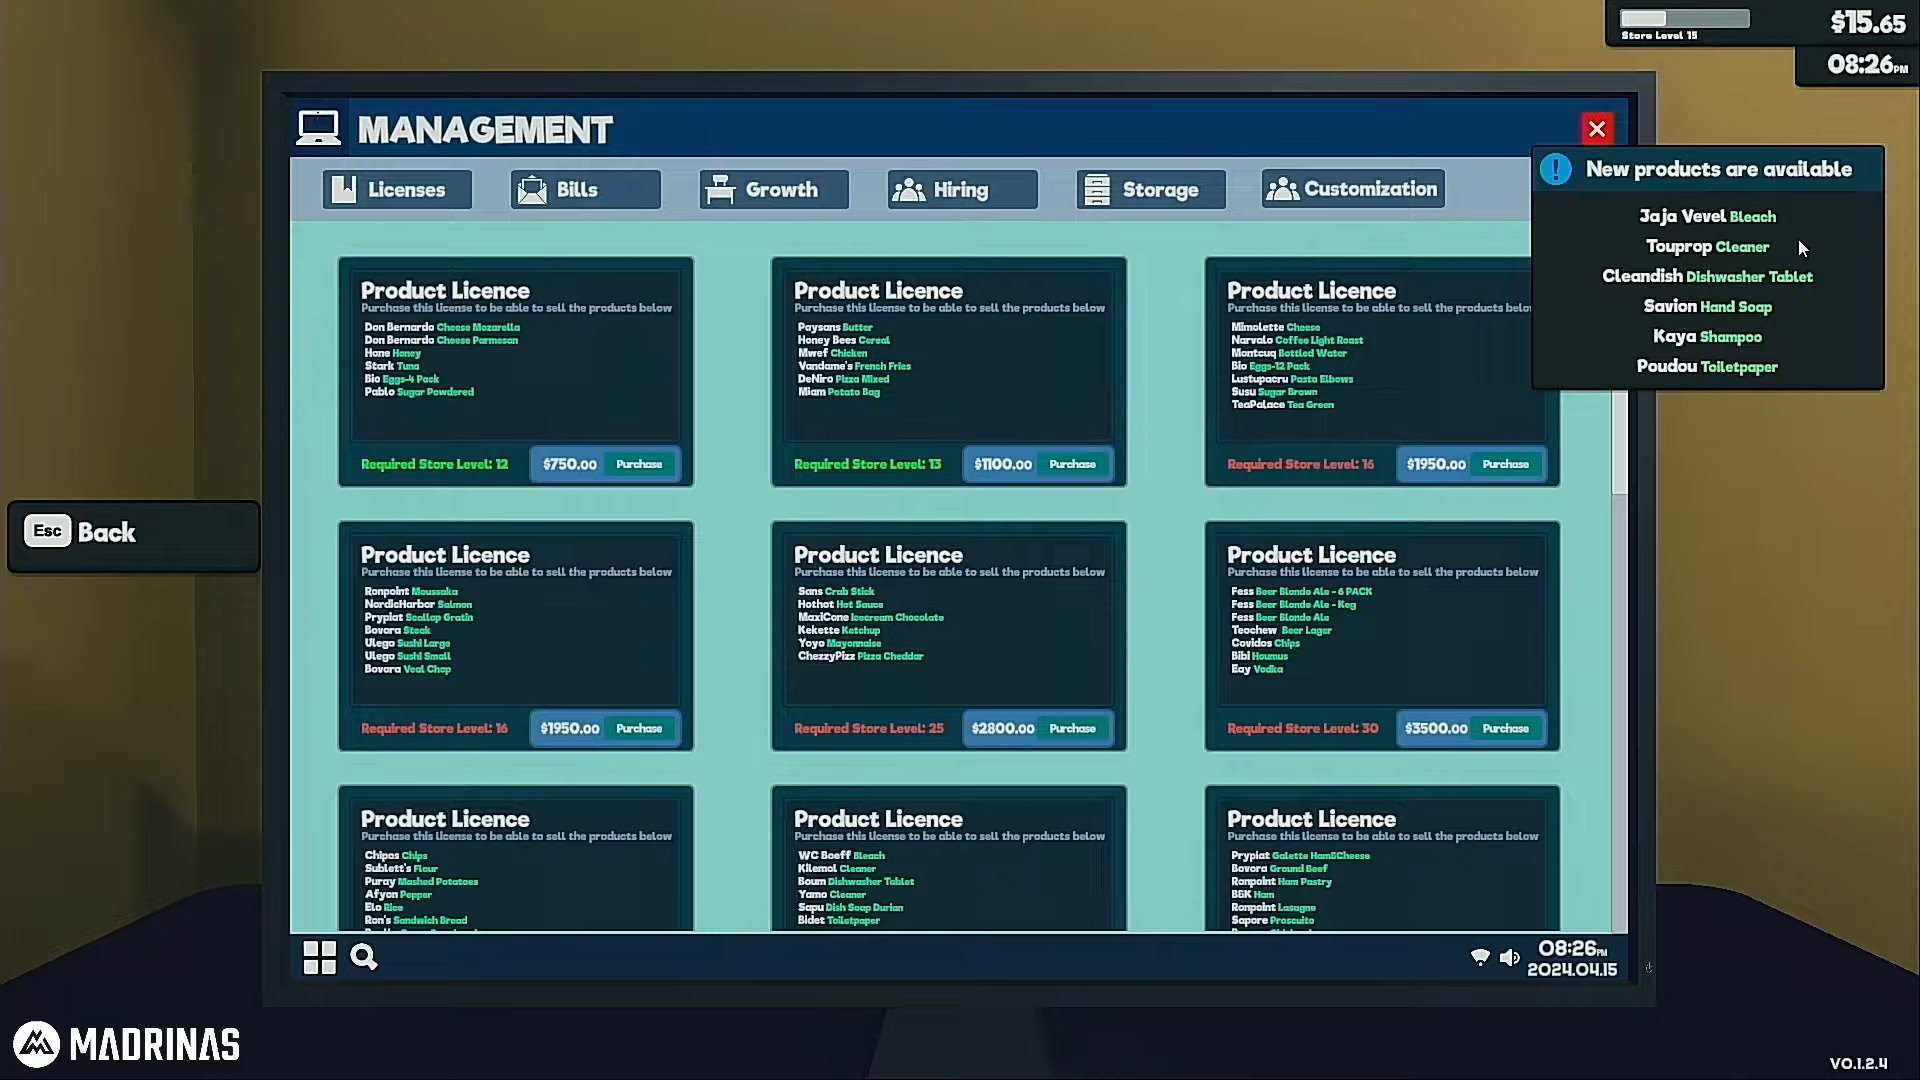 $15.65
Store Level 15
08:26PM
MANAGEMENT
Licenses
Bills
Growth
Hiring
Storage
Customization
New products are available
Jaja Vevel Bleach
Touprop Cleaner
Cleandish Dishwasher Tablet
Savion Hand Soap
Kaya Shampoo
Poudou Toiletpaper
Product Licence
Purchase this license to be able to sell the products below
Don Bernardo Cheese Mozarella
Don Bernardo Cheese Parmesan
Hone Honey
Stark Tuna
Bio Eggs-4 Pack
Pablo Sugar Powdered
Required Store Level: 12
$750.00
Purchase
Product Licence
Purchase this license to be able to sell the products below
Paysans Butter
Honey Bees Cereal
Mwef Chicken
Vandame's French Fries
DeNiro Pizza Mixed
Miam Potato Bag
Required Store Level: 13
$1100.00
Purchase
Product Licence
Purchase this license to be able to sell the products belo
Mimolette Cheese
Narvalo Coffee Light Roast
Montcuq Bottled Water
Bio Eggs-12 Pack
Lustupacru Pasta Elbows
Susu Sugar Brown
TeaPalace Tea Green
Required Store Level: 16
$1950.00
Purchase
Esc Back
Product Licence
Purchase this license to be able to sell the products below
Ronpoint Moussaka
NordicHarbor Salmon
Prypiat Scallop Gratin
Bovora Steak
Ulego Sushi Large
Ulego Sushi Small
Bovora Veal Chop
Required Store Level: 16
$1950.00
Purchase
Product Licence
Purchase this license to be able to sell the products below
Sans Crab Stick
Hothot Hot Sauce
MaxiCone Icecream Chocolate
Kekette Ketchup
Yoyo Mayonnaise
ChezzyPizz Pizza Cheddar
Required Store Level: 25
$2800.00
Purchase
Product Licence
Purchase this license to be able to sell the products below
Fess Beer Blonde Ale - 6 PACK
Fess Beer Blonde Ale - Keg
Fess Beer Blonde Ale
Teochew Beer Lager
Covidos Chips
Bibi Houmus
Eay Vodka
Required Store Level: 30
$3500.00
Purchase
Product Licence
Purchase this license to be able to sell the products below
Chipos Chips
Sublett's Flour
Puray Mashed Potatoes
Afyon Pepper
Elo Rice
Ron's Sandwich Bread
Product Licence
Purchase this license to be able to sell the products below
WC Boeff Bleach
Kilemol Cleaner
Boum Dishwasher Tablet
Yamo Cleaner
Sapu Dish Soap Durian
Bidet Toiletpaper
Product Licence
Purchase this license to be able to sell the products below
Prypiat Galette Ham&Cheese
Bovora Ground Beef
Ronpoint Ham Pastry
B&K Ham
Ronpoint Lasagne
Sapore Proscuito
08:26PM
2024.04.15
MADRINAS
V0.1.2.4